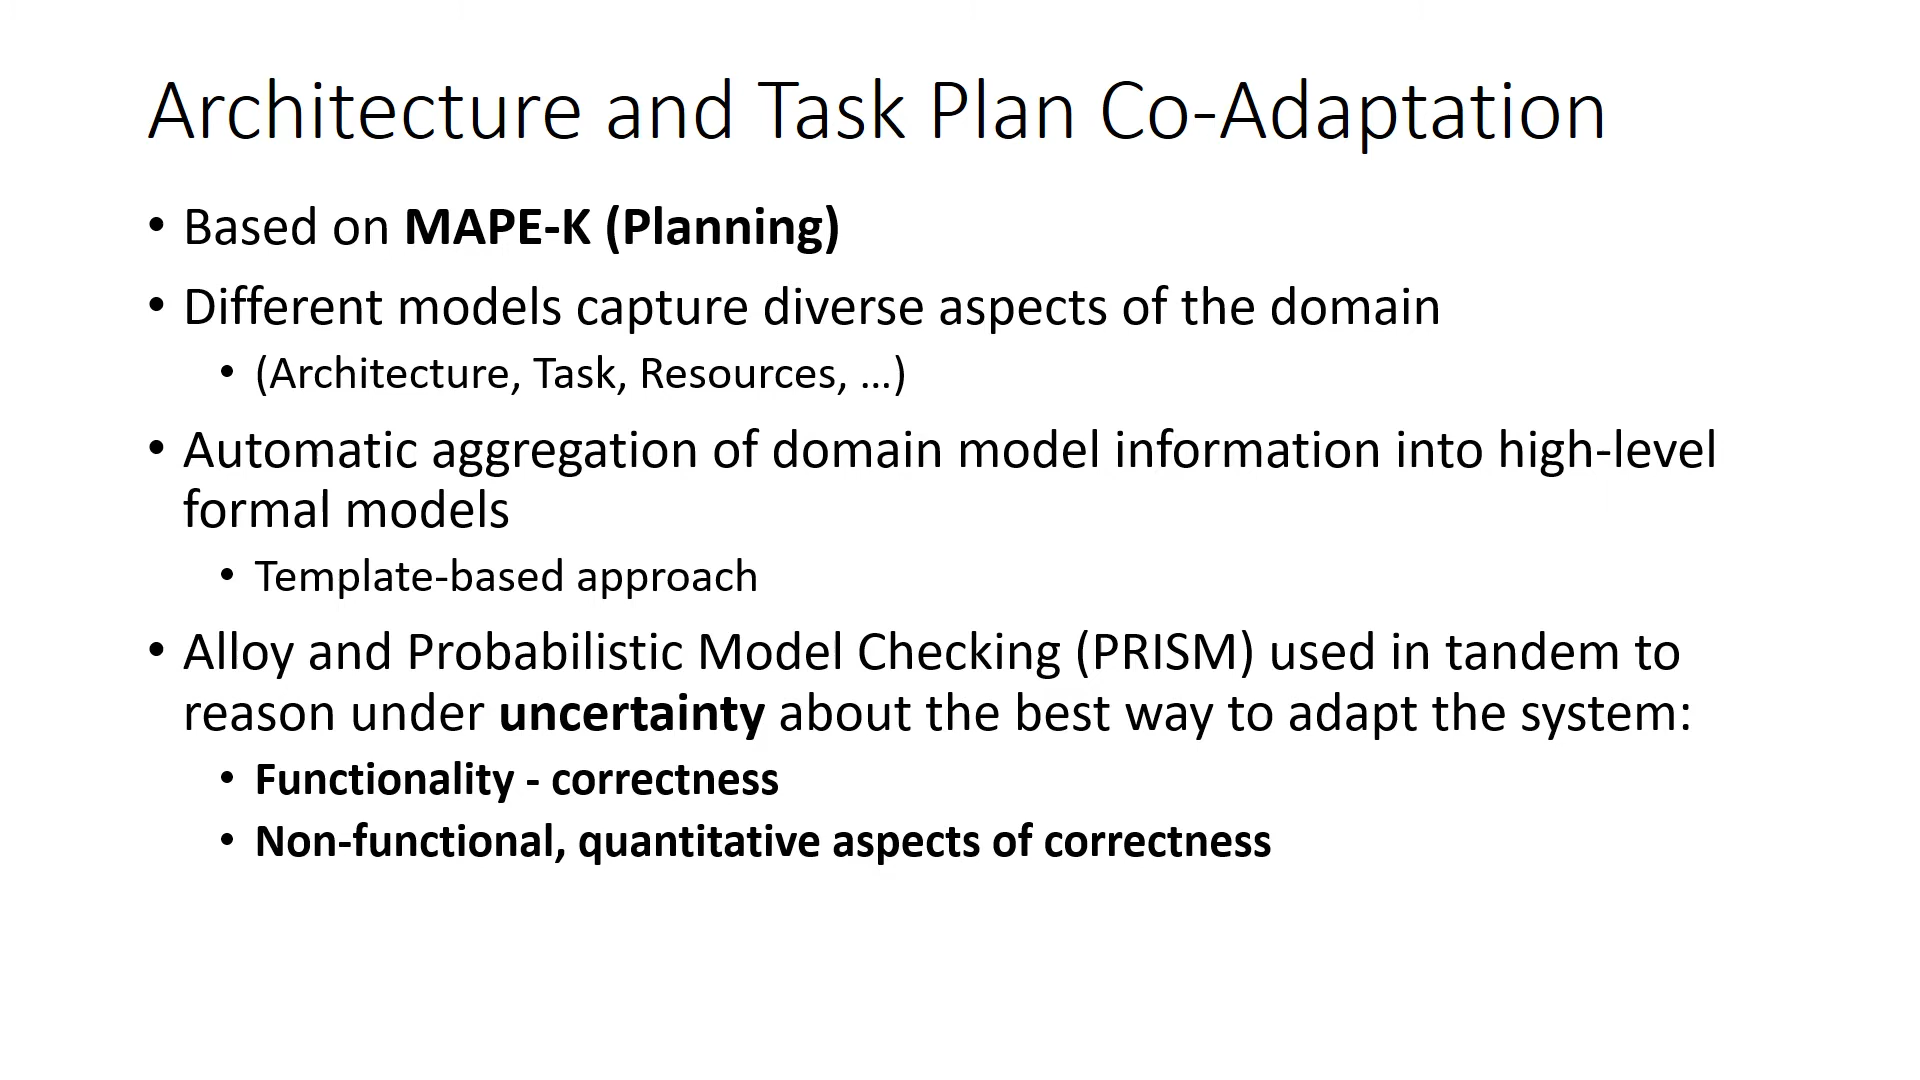 Architecture and Task Plan Co-Adaptation
• Based on MAPE-K (Planning)
• Different models capture diverse aspects of the domain
• (Architecture, Task, Resources, …)
• Automatic aggregation of domain model information into high-level
formal models
• Template-based approach
• Alloy and Probabilistic Model Checking (PRISM) used in tandem to
reason under uncertainty about the best way to adapt the system:
• Functionality - correctness
• Non-functional, quantitative aspects of correctness